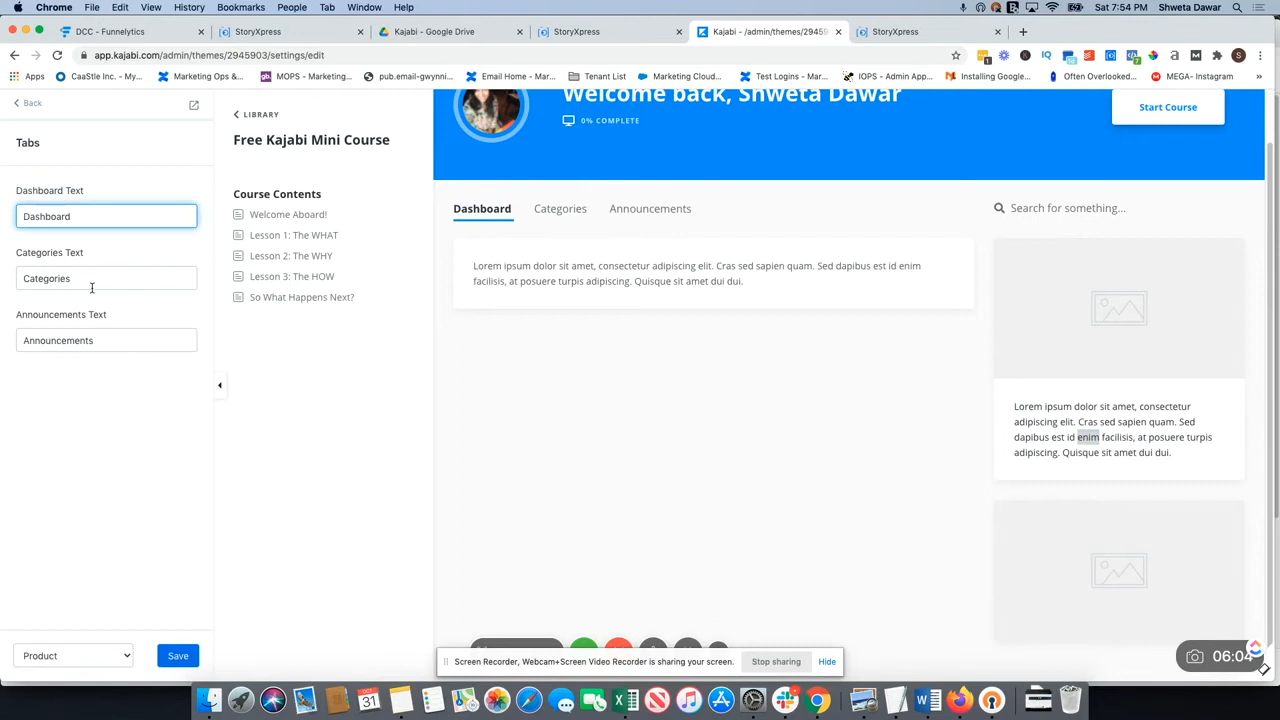 Chrome File Edit View History Bookmarks People Tab Window Help Sat 7:54 PM Shweta Dawar
DCC - Funnelytics StoryXpress Kajabi - Google Drive StoryXpress Kajabi - /admin/themes/29459 StoryXpress
app.kajabi.com/admin/themes/2945903/settings/edit
Apps CaaStle Inc. - My... Marketing Ops &... MOPS - Marketing... pub.email-gwynni... Email Home - Mar... Tenant List Marketing Cloud... Test Logins - Mar... IOPS - Admin App... Installing Google... Often Overlooked... MEGA- Instagram
Back
Tabs
Dashboard Text
Dashboard
Categories Text
Categories
Announcements Text
Announcements
Product
Save
LIBRARY
Free Kajabi Mini Course
Course Contents
Welcome Aboard!
Lesson 1: The WHAT
Lesson 2: The WHY
Lesson 3: The HOW
So What Happens Next?
Welcome back, Shweta Dawar
0% COMPLETE
Start Course
Dashboard Categories Announcements
Search for something...
Lorem ipsum dolor sit amet, consectetur adipiscing elit. Cras sed sapien quam. Sed dapibus est id enim
facilisis, at posuere turpis adipiscing. Quisque sit amet dui dui.
Lorem ipsum dolor sit amet, consectetur
adipiscing elit. Cras sed sapien quam. Sed
dapibus est id enim facilisis, at posuere turpis
adipiscing. Quisque sit amet dui dui.
Screen Recorder, Webcam+Screen Video Recorder is sharing your screen. Stop sharing Hide
06:04
31